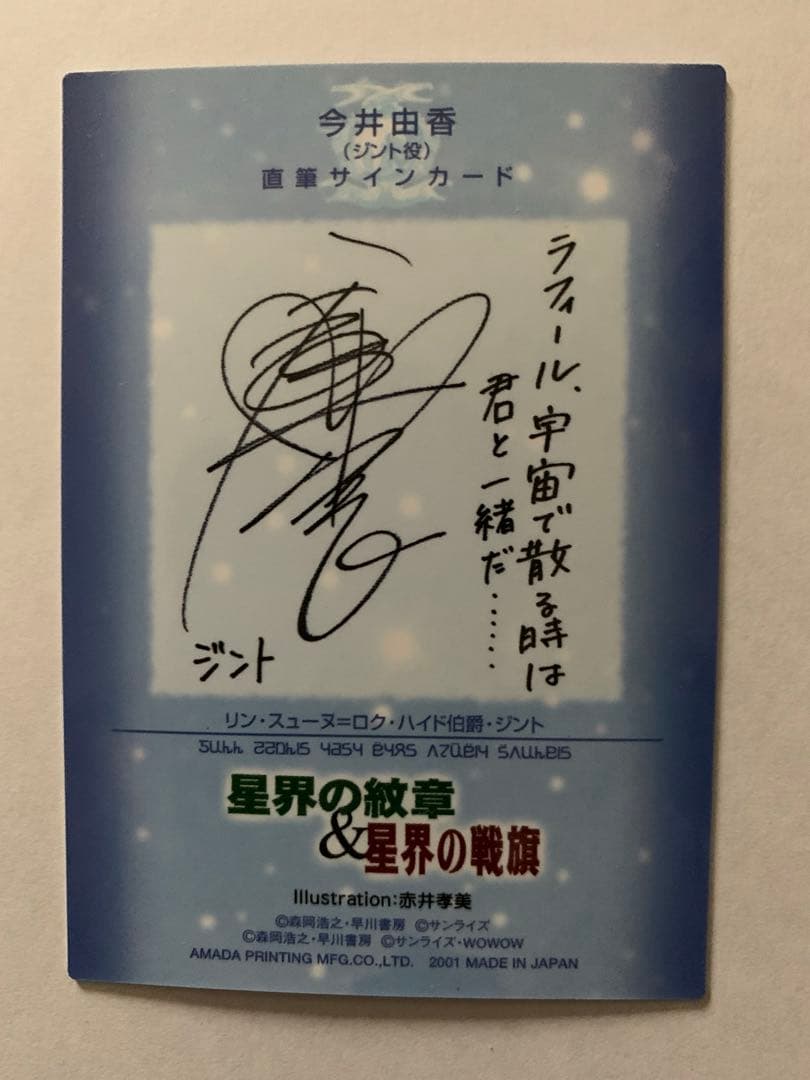 今井由香
(ジント役)
直筆サインカード
ラフィール、宇宙で散る時は
君と一緒だ……
ジント
リン・スューヌ=ロク・ハイド伯爵・ジント
星界の紋章
&星界の戦旗
Illustration:赤井孝美
©森岡浩之・早川書房 ©サンライズ
©森岡浩之・早川書房 ©サンライズ・WOWOW
AMADA PRINTING MFG.CO.,LTD. 2001 MADE IN JAPAN